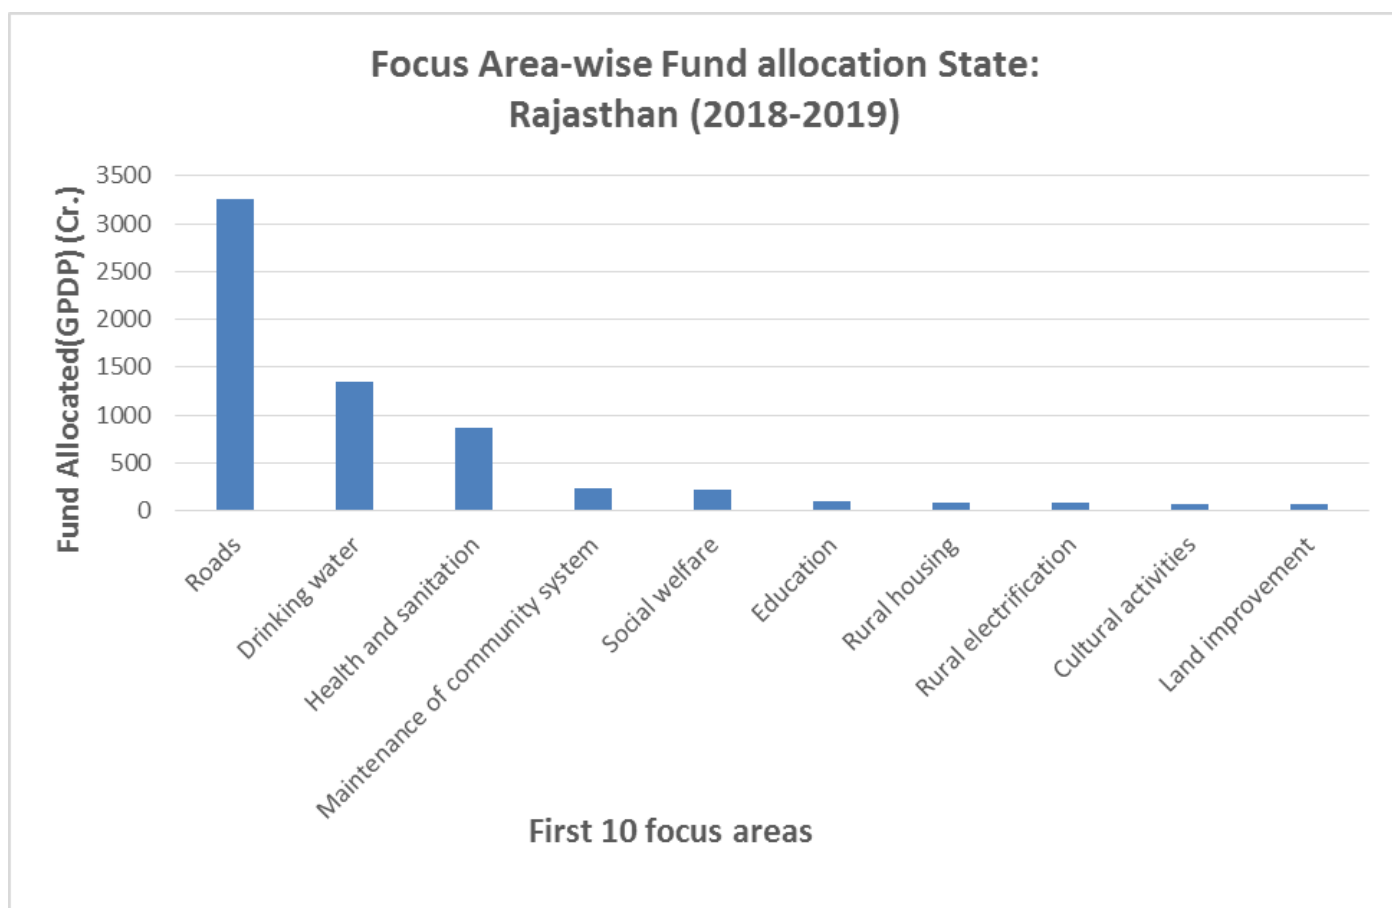 Focus Area-wise Fund allocation State:
Rajasthan (2018-2019)
Fund Allocated(GPDP) (Cr.)
3500
3000
2500
2000
1500
1000
500
0
Roads
Drinking water
Health and sanitation
Maintenance of community system
Social welfare
Education
Rural housing
Rural electrification
Cultural activities
Land improvement
First 10 focus areas